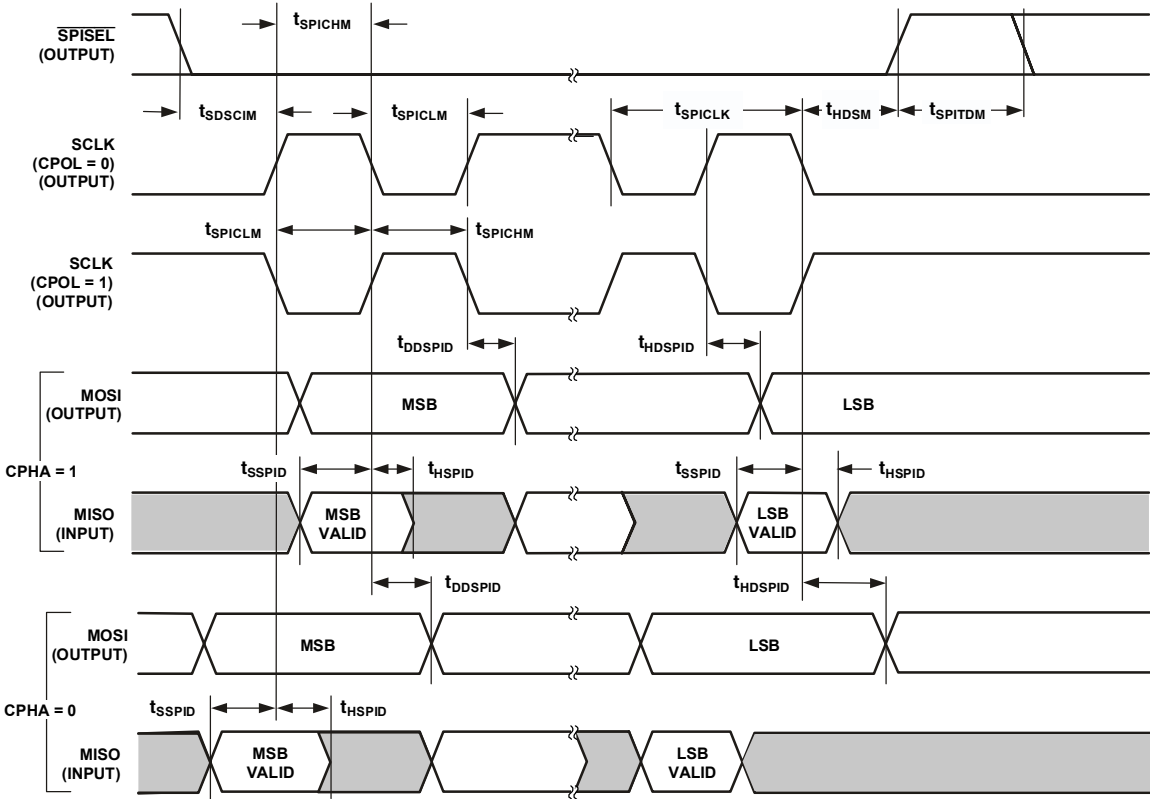 tSPICHM
SPISEL
(OUTPUT)
tSDSCIM
tSPICLM
tSPICLK
tHDSM
tSPITDM
SCLK
(CPOL = 0)
(OUTPUT)
tSPICLM
tSPICHM
SCLK
(CPOL = 1)
(OUTPUT)
tDDSPID
tHDSPID
MOSI
(OUTPUT)
MSB
LSB
CPHA = 1
tSSPID
tHSPID
tSSPID
tHSPID
MISO
(INPUT)
MSB
VALID
LSB
VALID
tDDSPID
tHDSPID
MOSI
(OUTPUT)
MSB
LSB
CPHA = 0
tSSPID
tHSPID
MISO
(INPUT)
MSB
VALID
LSB
VALID